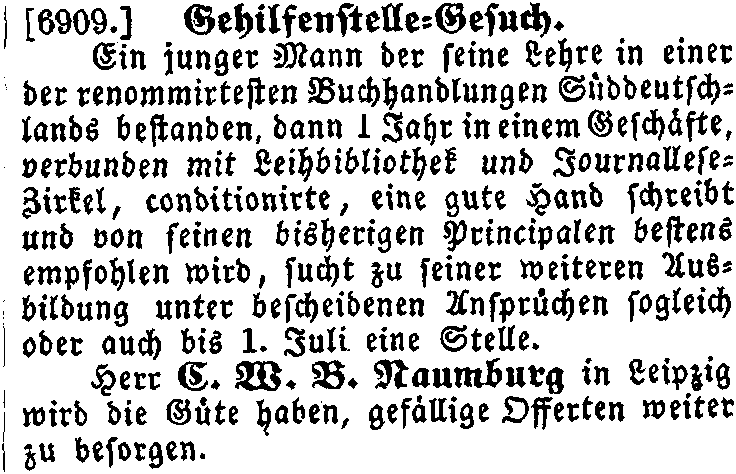 [6909.] Gehilfenstelle-Gesuch.
Ein junger Mann der seine Lehre in einer
der renommirtesten Buchhandlungen Süddeutsch-
lands bestanden, dann 1 Jahr in einem Geschäfte,
verbunden mit Leihbibliothek und Journallese-
Zirkel, conditionirte, eine gute Hand schreibt
und von seinen bisherigen Principalen bestens
empfohlen wird, sucht zu seiner weiteren Aus-
bildung unter bescheidenen Ansprüchen sogleich
oder auch bis 1. Juli eine Stelle.
Herr C. W. B. Naumburg in Leipzig
wird die Güte haben, gefällige Offerten weiter
zu besorgen.